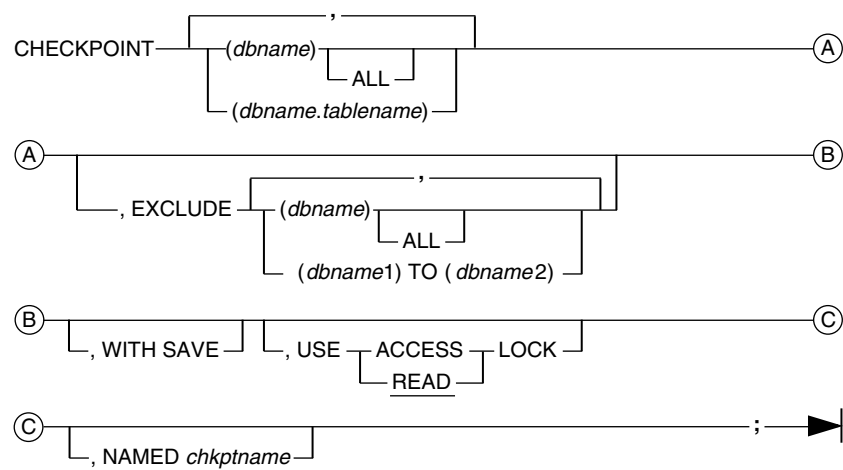 ,
CHECKPOINT (dbname) A
ALL
(dbname.tablename)
A B
,
, EXCLUDE (dbname)
ALL
(dbname1) TO ( dbname2)
B C
, WITH SAVE , USE ACCESS LOCK
READ
C ;
, NAMED chkptname